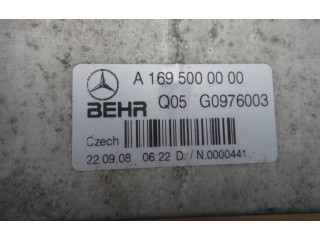 A 169 500 00 00
BEHR Q05 G0976003
Czech
22.09.08 06:22 D / N.0000441